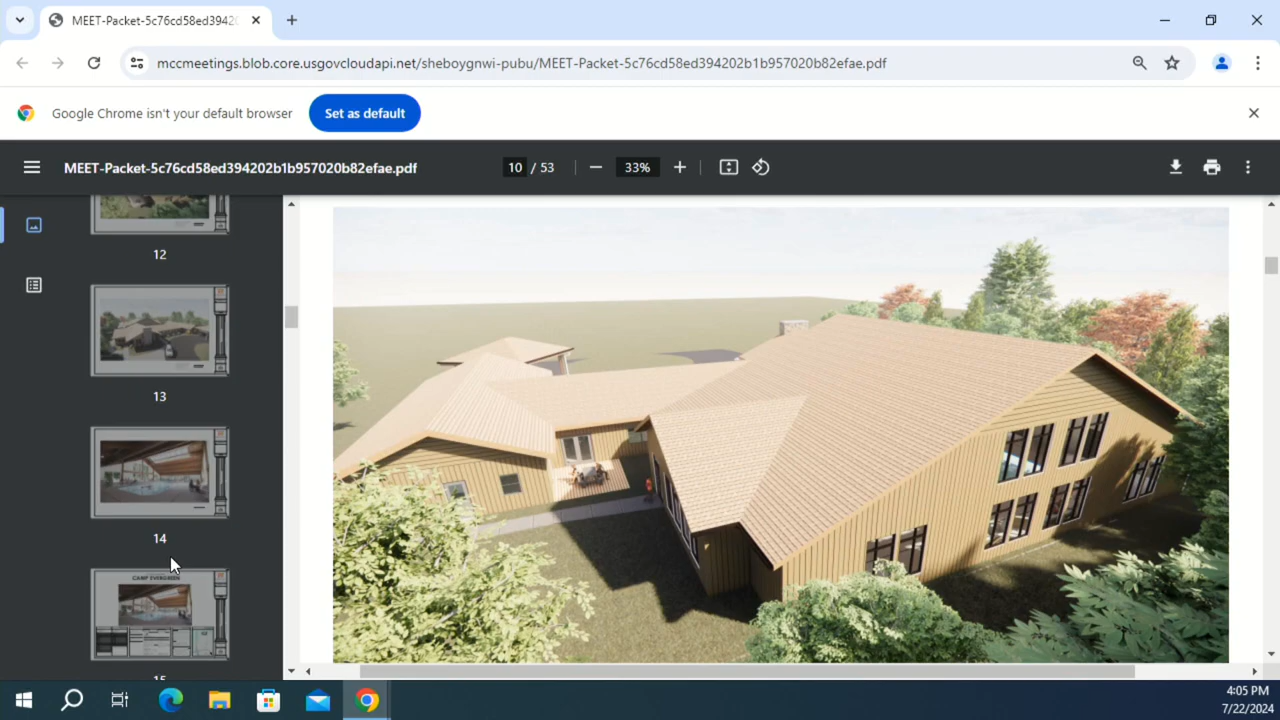 MEET-Packet-5c76cd58ed3942
mccmeetings.blob.core.usgovcloudapi.net/sheboygnwi-pubu/MEET-Packet-5c76cd58ed394202b1b957020b82efae.pdf
Google Chrome isn't your default browser
Set as default
MEET-Packet-5c76cd58ed394202b1b957020b82efae.pdf
10 / 53
33%
12
13
14
CAMP EVERGREEN
15
4:05 PM
7/22/2024